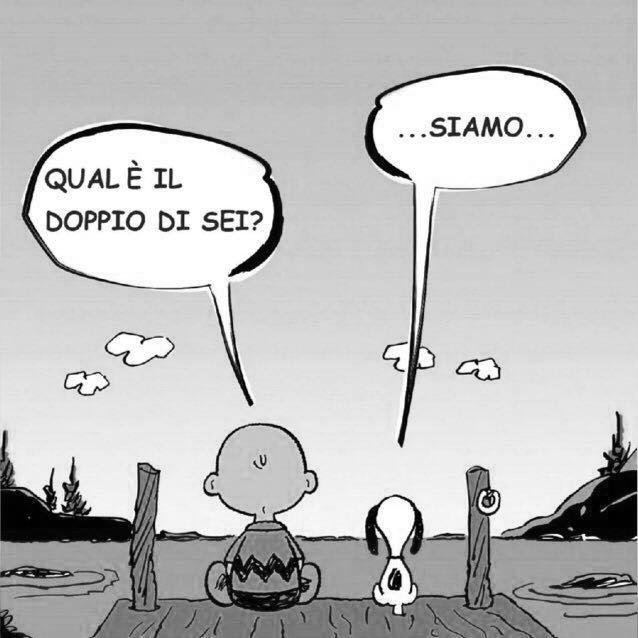 QUAL È IL
DOPPIO DI SEI?
...SIAMO...